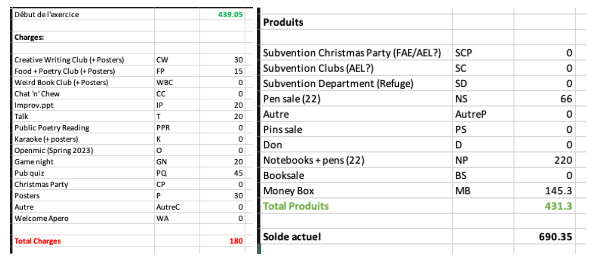 Début de l'exercice 439.05
Charges:
Creative Writing Club (+ Posters) CW 30
Food + Poetry Club (+ Posters) FP 15
Weird Book Club (+ Posters) WBC 0
Chat 'n' Chew CC 0
Improv.ppt IP 20
Talk T 20
Public Poetry Reading PPR 0
Karaoke (+ posters) K 0
Openmic (Spring 2023) O 0
Game night GN 20
Pub quiz PQ 45
Christmas Party CP 0
Posters P 30
Autre AutreC 0
Welcome Apero WA 0
Total Charges 180
Produits
Subvention Christmas Party (FAE/AEL?) SCP 0
Subvention Clubs (AEL?) SC 0
Subvention Department (Refuge) SD 0
Pen sale (22) NS 66
Autre AutreP 0
Pins sale PS 0
Don D 0
Notebooks + pens (22) NP 220
Booksale BS 0
Money Box MB 145.3
Total Produits 431.3
Solde actuel 690.35